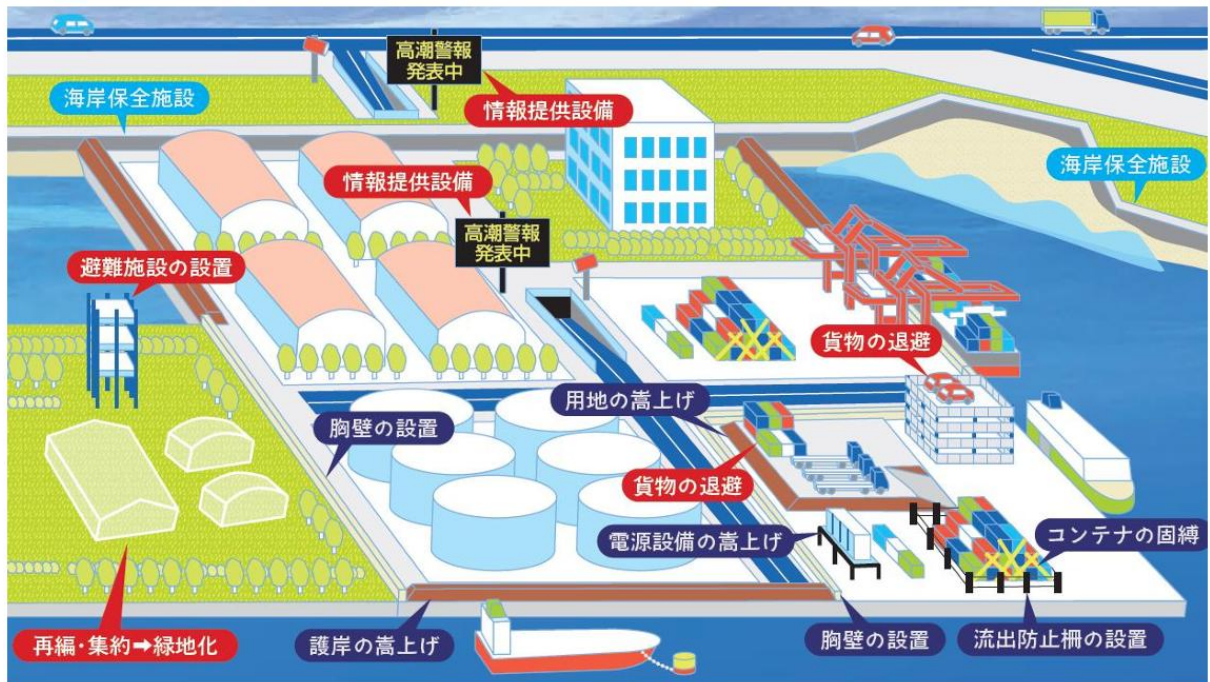 高潮警報
発表中
海岸保全施設
情報提供設備
海岸保全施設
情報提供設備
高潮警報
発表中
避難施設の設置
貨物の退避
用地の嵩上げ
胸壁の設置
貨物の退避
電源設備の嵩上げ
コンテナの固縛
再編・集約➡緑地化
護岸の嵩上げ
胸壁の設置
流出防止柵の設置